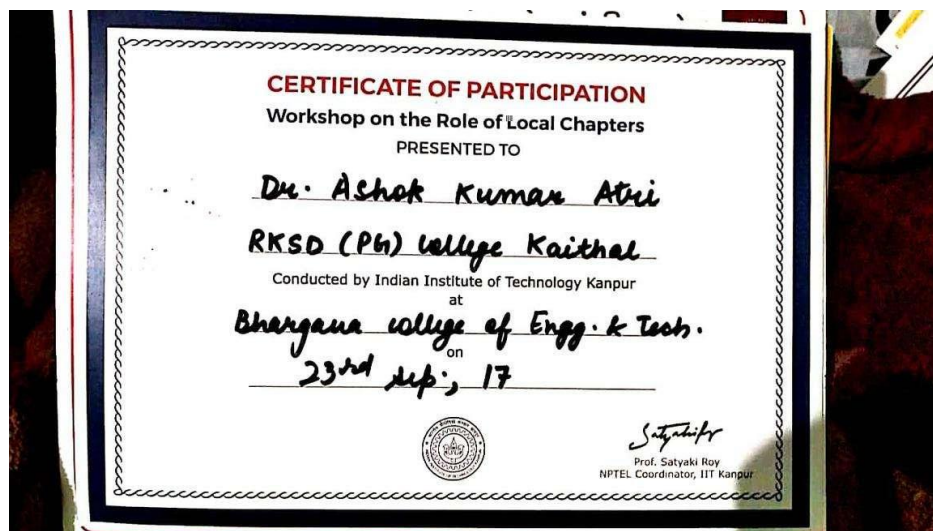 CERTIFICATE OF PARTICIPATION
Workshop on the Role of Local Chapters
PRESENTED TO
Dr. Ashok Kumar Atri
RKSD (PG) College Kaithal
Conducted by Indian Institute of Technology Kanpur
at
Bhargava college of Engg. & Tech.
on
23rd Sep., 17
Prof. Satyaki Roy
NPTEL Coordinator, IIT Kanpur